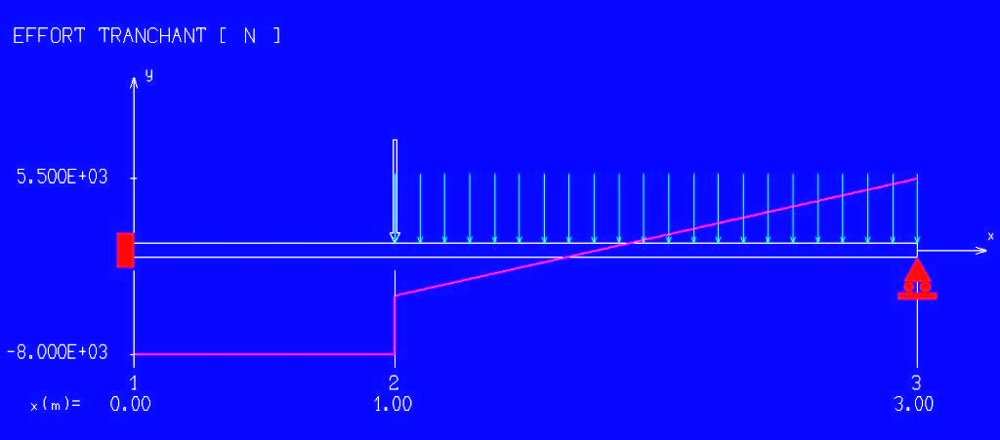 EFFORT TRANCHANT [ N ]
y
5.500E+03
x
-8.000E+03
1 2 3
x(m)= 0.00 1.00 3.00